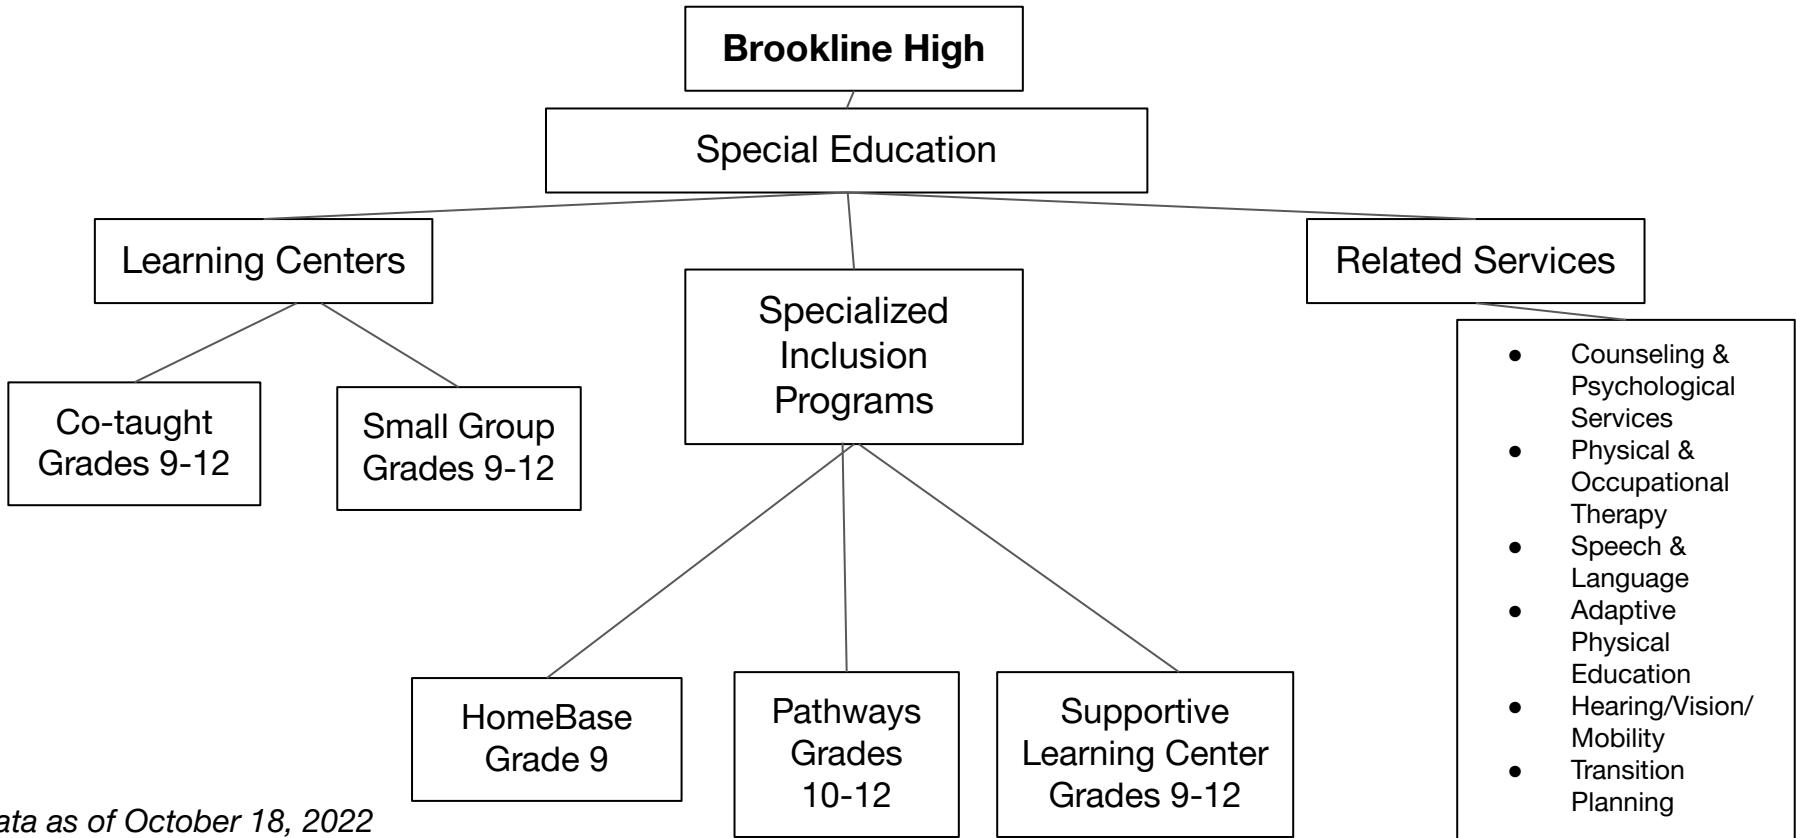 Brookline High
Special Education
Learning Centers
Related Services
Specialized
Inclusion
Programs
Co-taught
Grades 9-12
Small Group
Grades 9-12
● Counseling &
Psychological
Services
● Physical &
Occupational
Therapy
● Speech &
Language
● Adaptive
Physical
Education
● Hearing/Vision/
Mobility
● Transition
Planning
HomeBase
Grade 9
Pathways
Grades
10-12
Supportive
Learning Center
Grades 9-12
ata as of October 18, 2022